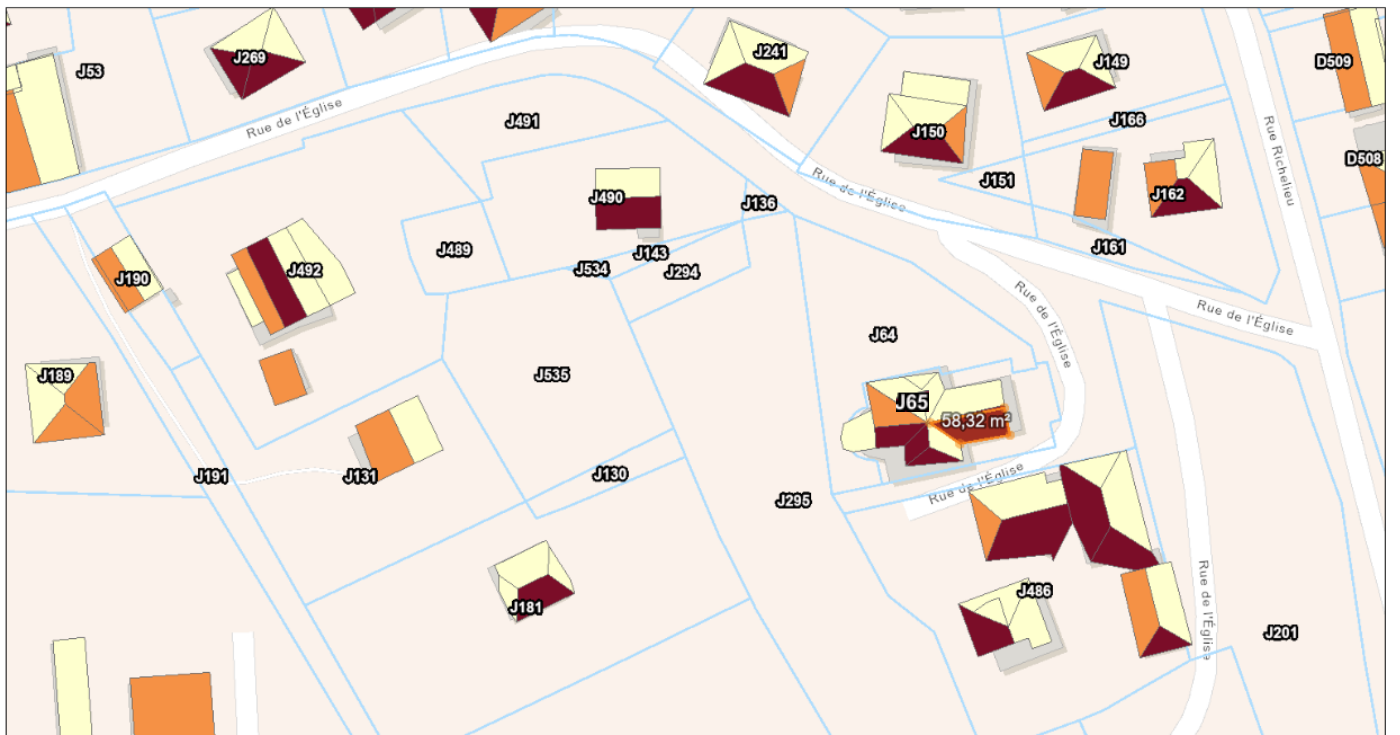 J53
J269
J241
J149
D509
Rue de l'Église
J491
J150
J166
Rue Richelieu
D508
J490
Rue de l'Église
J151
J162
J136
J489
J534
J143
J294
J161
J190
J492
Rue de l'Église
Rue de l'Église
J64
J189
J535
J65
58,32 m²
J191
J131
J130
J295
Rue de l'Église
J181
J486
Rue de l'Église
J201